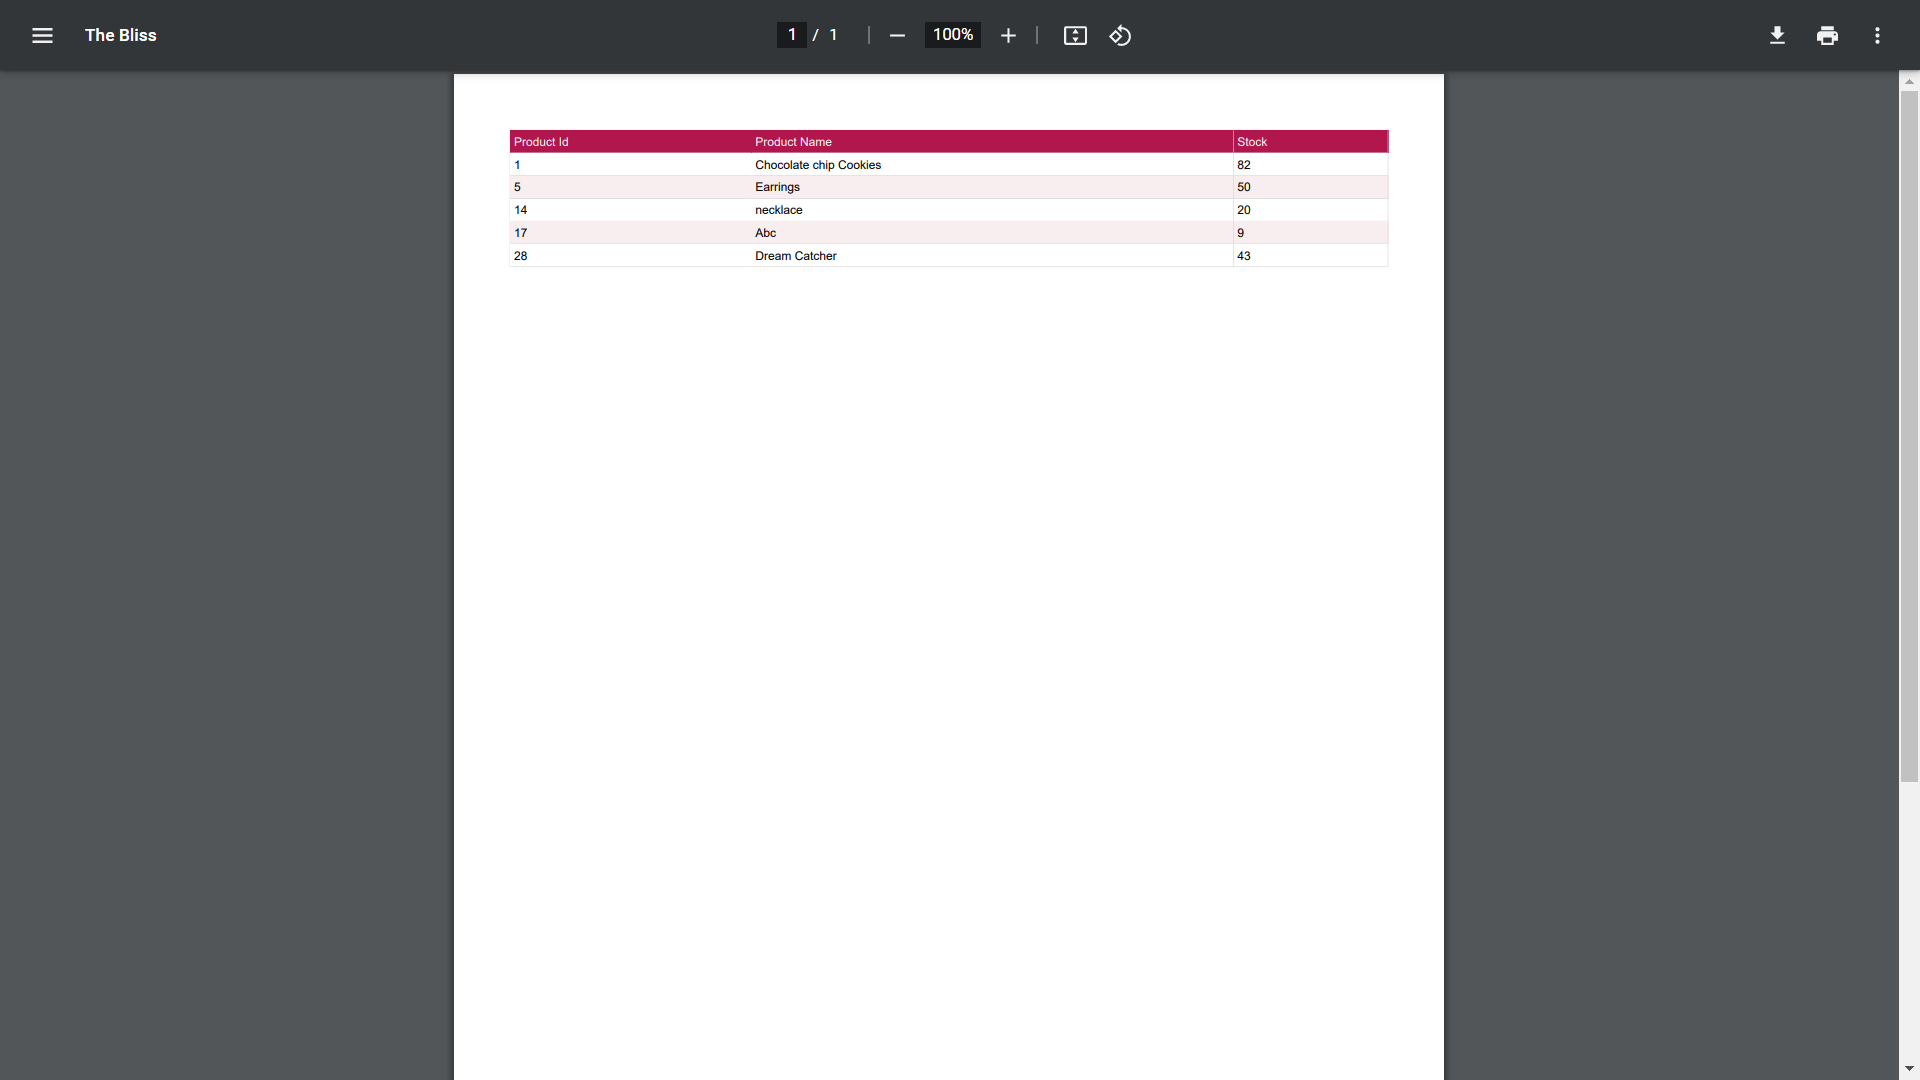 The Bliss
1 / 1
100%
Product Id Product Name Stock
1 Chocolate chip Cookies 82
5 Earrings 50
14 necklace 20
17 Abc 9
28 Dream Catcher 43